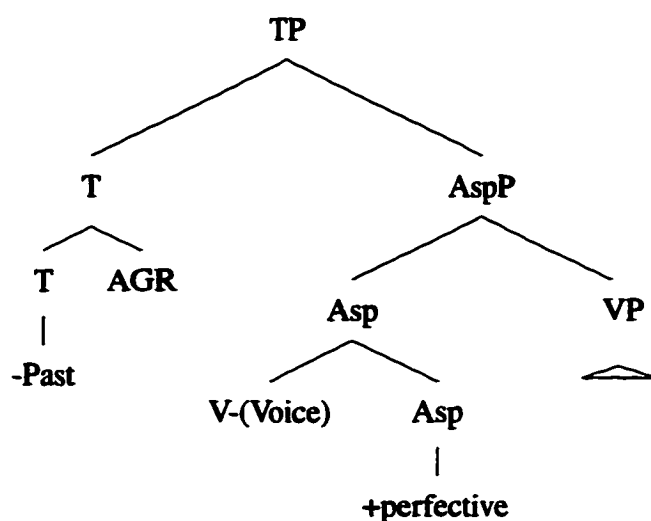 TP
T AspP
T AGR Asp VP
-Past V-(Voice) Asp
+perfective